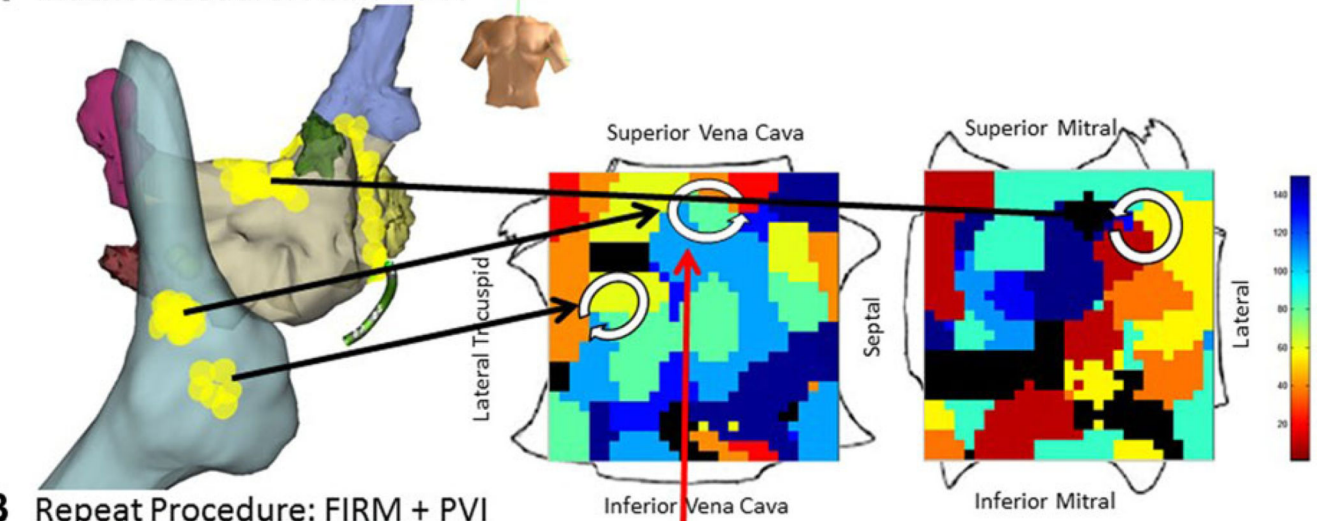 Superior Vena Cava
Superior Mitral
Lateral Tricuspid
Septal
Lateral
140
120
100
80
60
40
20
Inferior Vena Cava
Inferior Mitral
B Repeat Procedure: FIRM + PVI